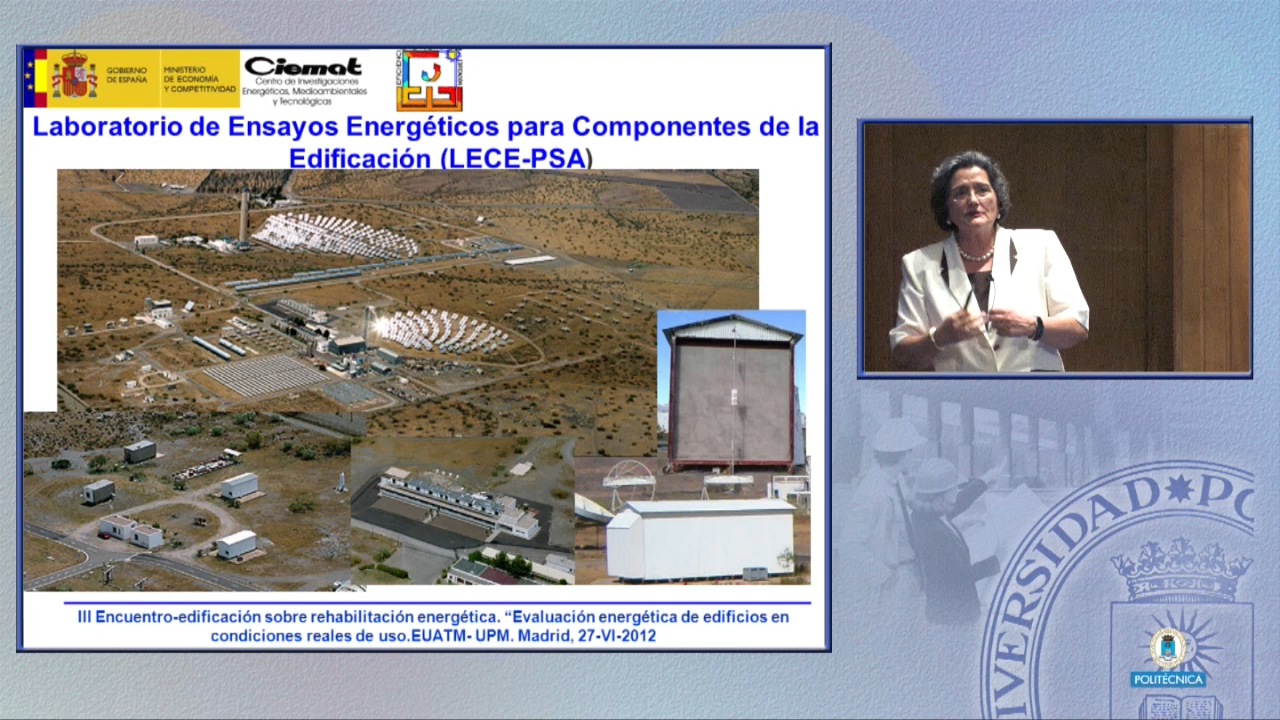 GOBIERNO
DE ESPAÑA
MINISTERIO
DE ECONOMÍA
Y COMPETITIVIDAD
Ciemat
Centro de Investigaciones
Energéticas, Medioambientales
y Tecnológicas
Laboratorio de Ensayos Energéticos para Componentes de la
Edificación (LECE-PSA)
III Encuentro-edificación sobre rehabilitación energética. “Evaluación energética de edificios en
condiciones reales de uso.EUATM- UPM. Madrid, 27-VI-2012
IVERSIDAD PO
POLITÉCNICA